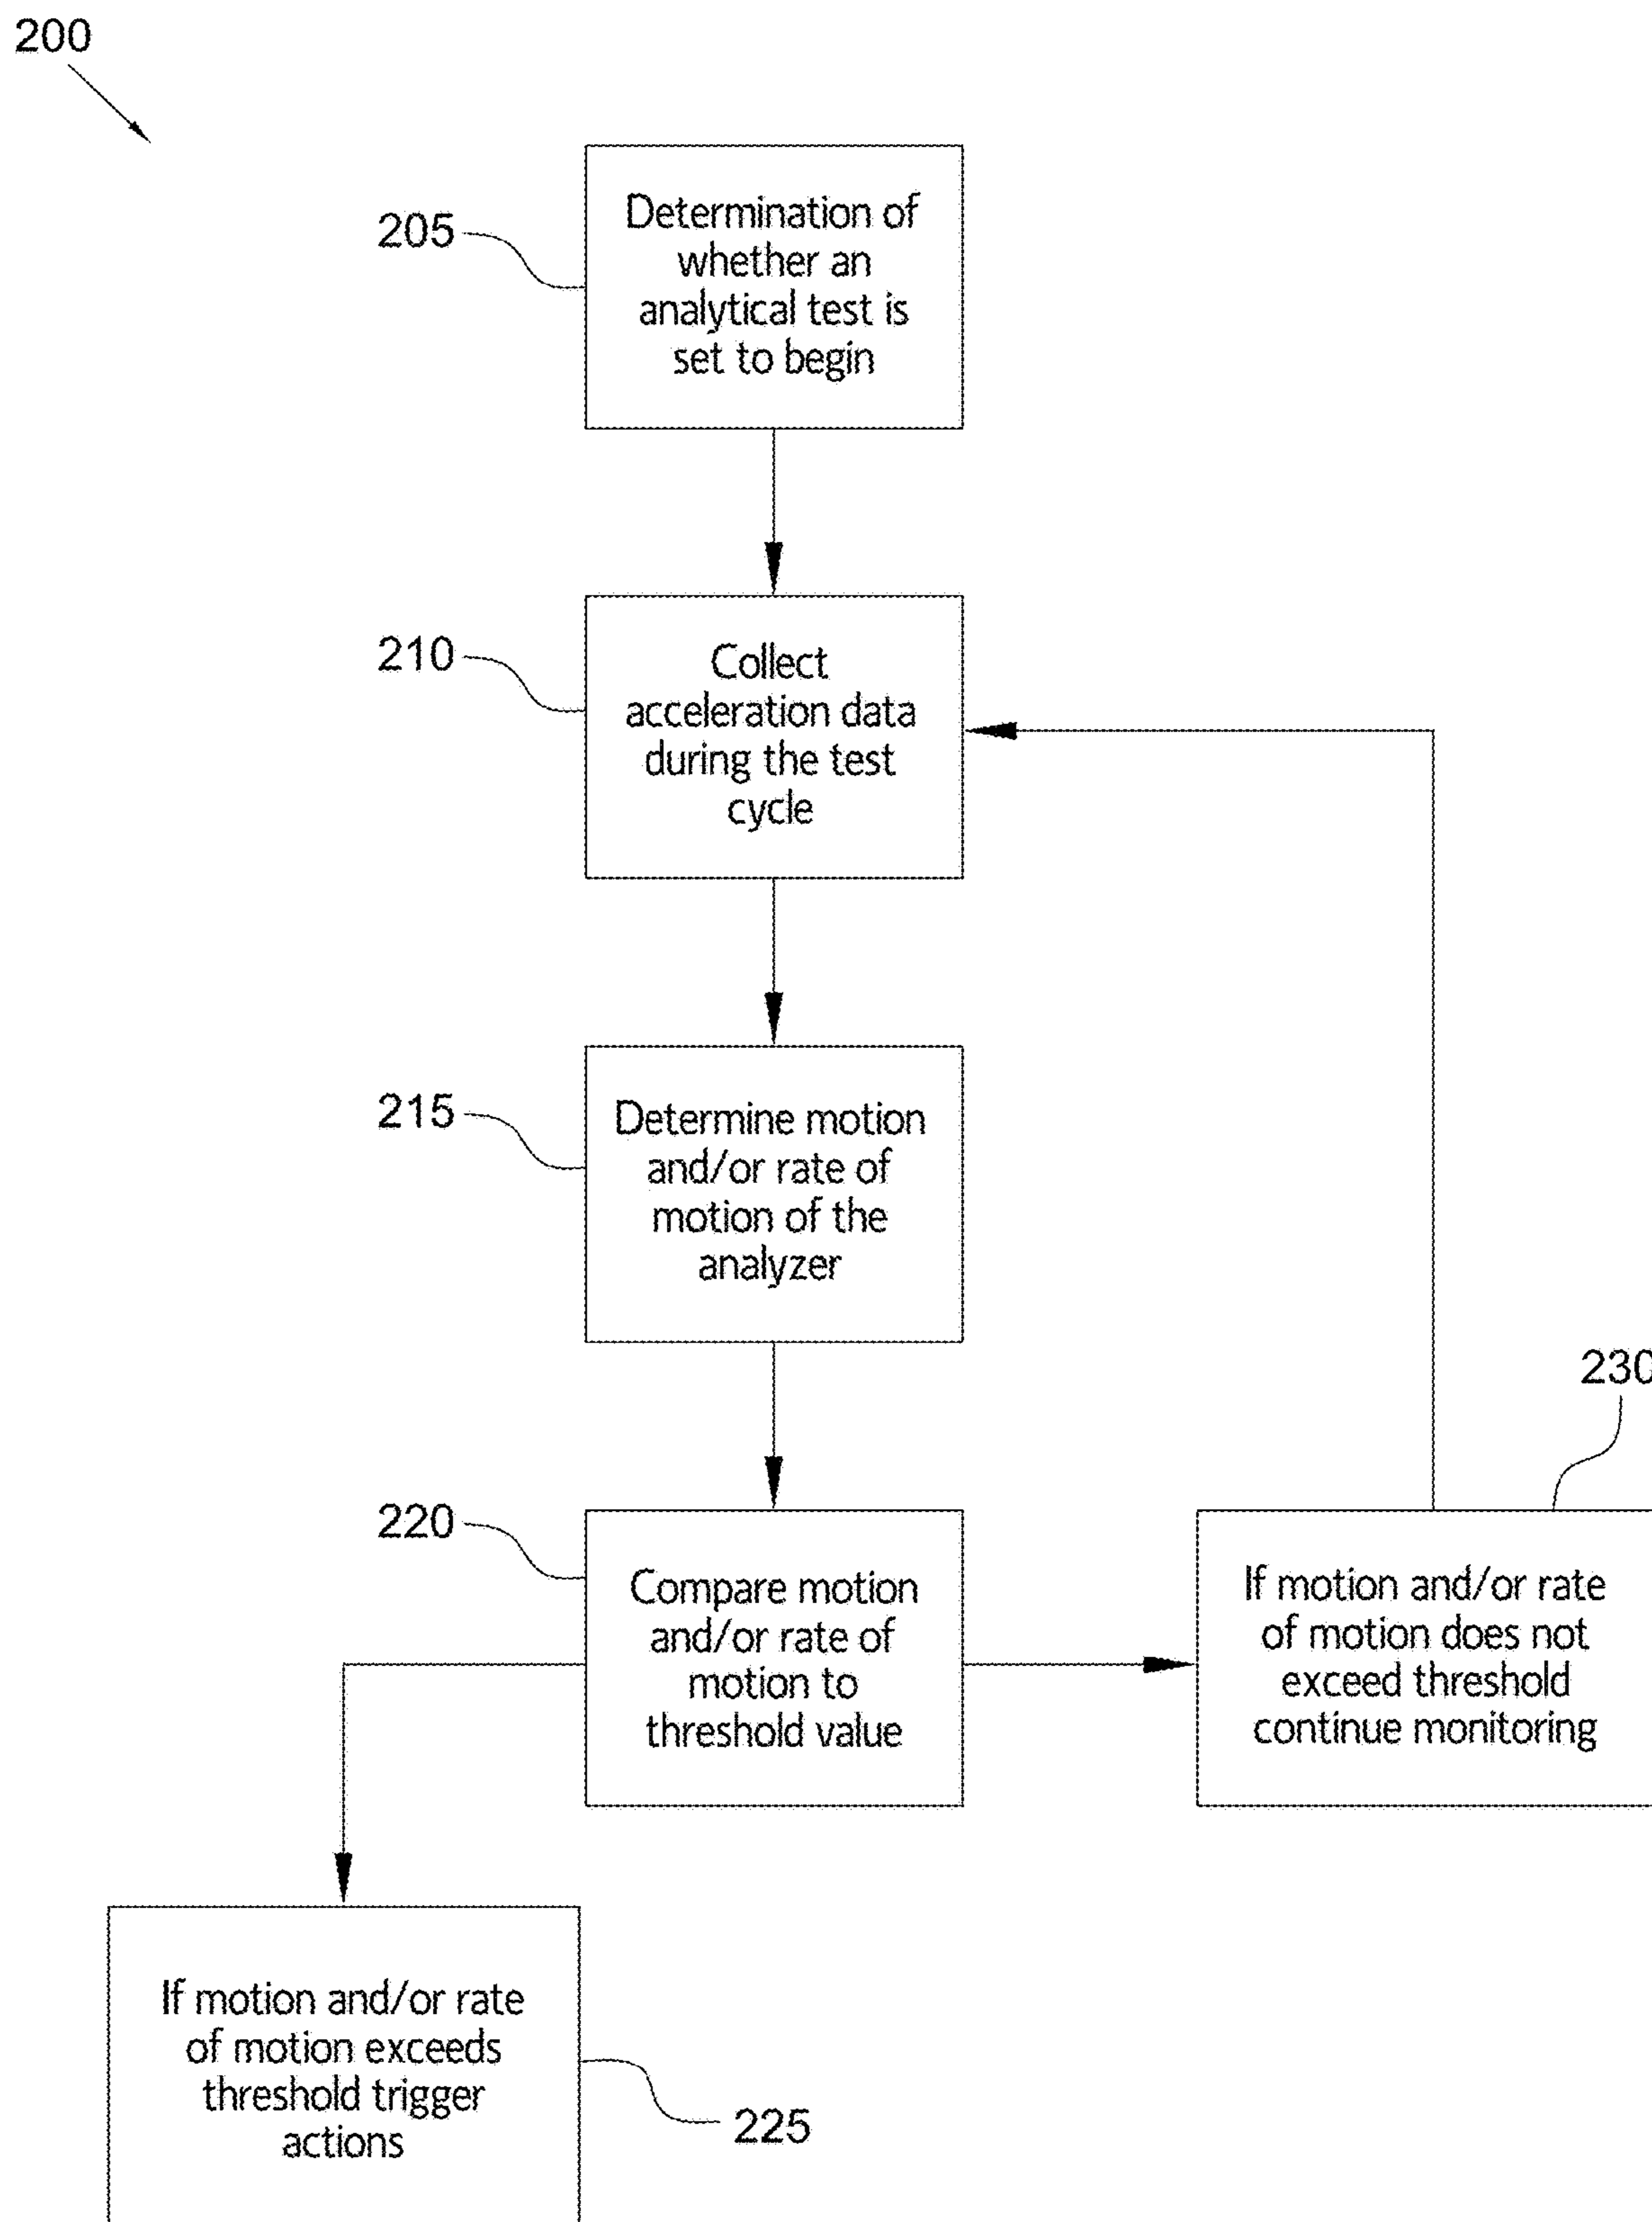 200
205
Determination of
whether an
analytical test is
set to begin
210
Collect
acceleration data
during the test
cycle
215
Determine motion
and/or rate of
motion of the
analyzer
230
220
Compare motion
and/or rate of
motion to
threshold value
If motion and/or rate
of motion does not
exceed threshold
continue monitoring
If motion and/or rate
of motion exceeds
threshold trigger
actions
225